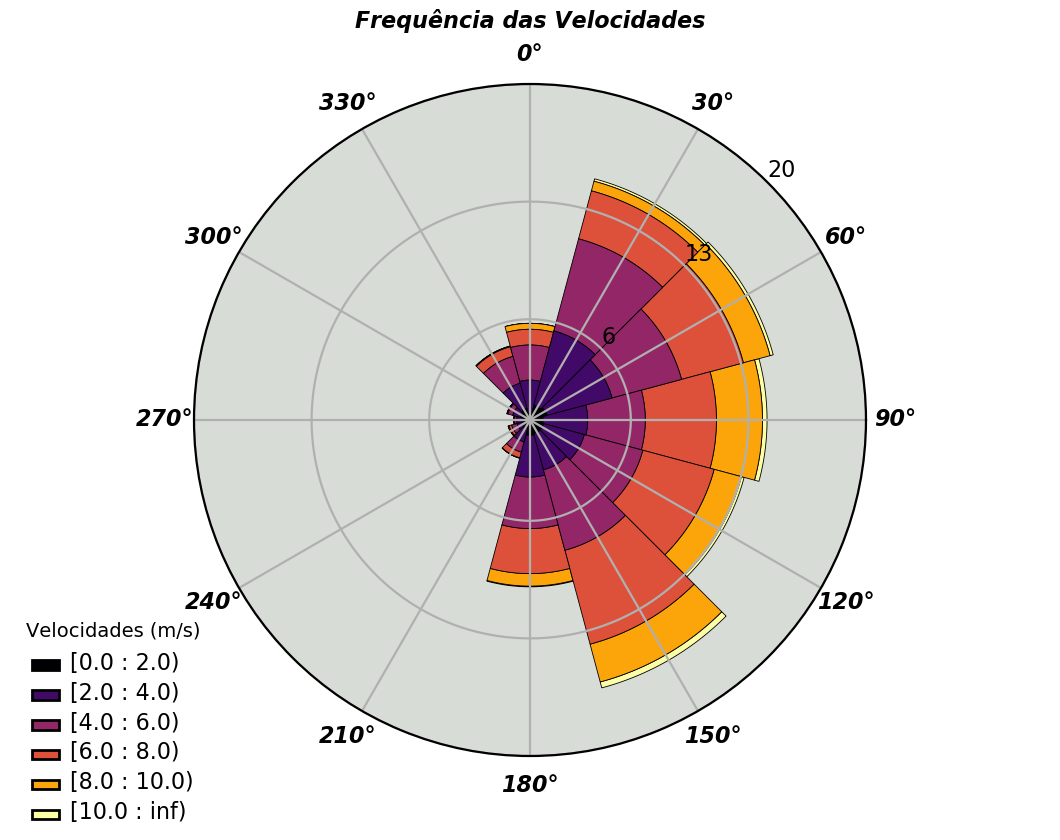 Frequência das Velocidades
0°
330°
30°
20
300°
60°
13
6
270°
90°
240°
120°
210°
150°
180°
Velocidades (m/s)
[0.0 : 2.0)
[2.0 : 4.0)
[4.0 : 6.0)
[6.0 : 8.0)
[8.0 : 10.0)
[10.0 : inf)